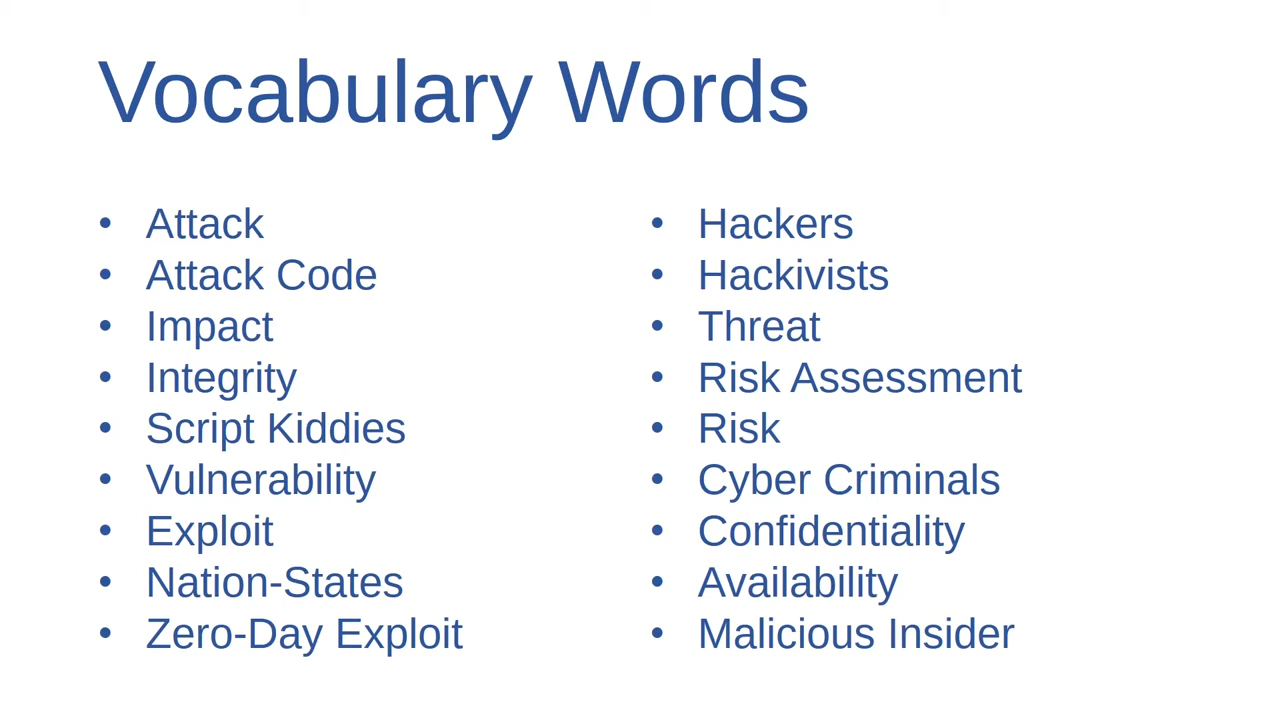 Vocabulary Words
• Attack
• Attack Code
• Impact
• Integrity
• Script Kiddies
• Vulnerability
• Exploit
• Nation-States
• Zero-Day Exploit
• Hackers
• Hackivists
• Threat
• Risk Assessment
• Risk
• Cyber Criminals
• Confidentiality
• Availability
• Malicious Insider